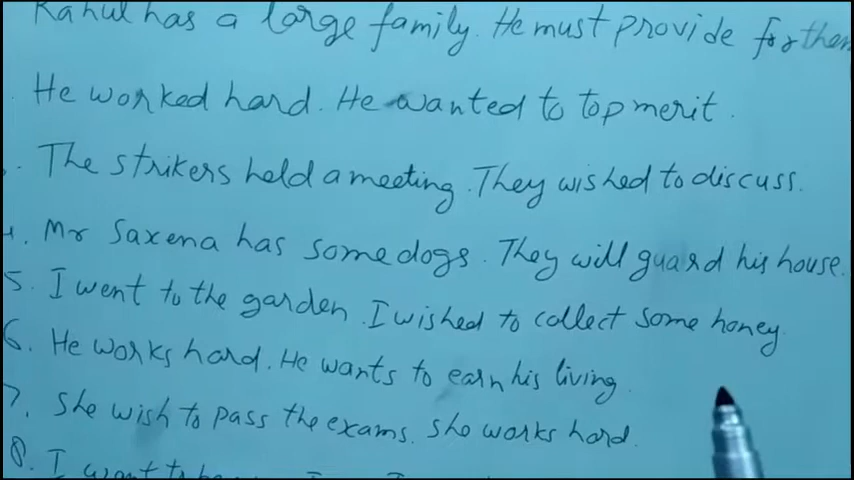 Rahul has a large family. He must provide for them
He worked hard. He wanted to top merit.
The strikers held a meeting. They wished to discuss.
4. Mr Saxena has some dogs. They will guard his house.
5. I went to the garden. I wished to collect some honey.
6. He works hard. He wants to earn his living.
7. She wish to pass the exams. She works hard.
8. I want to